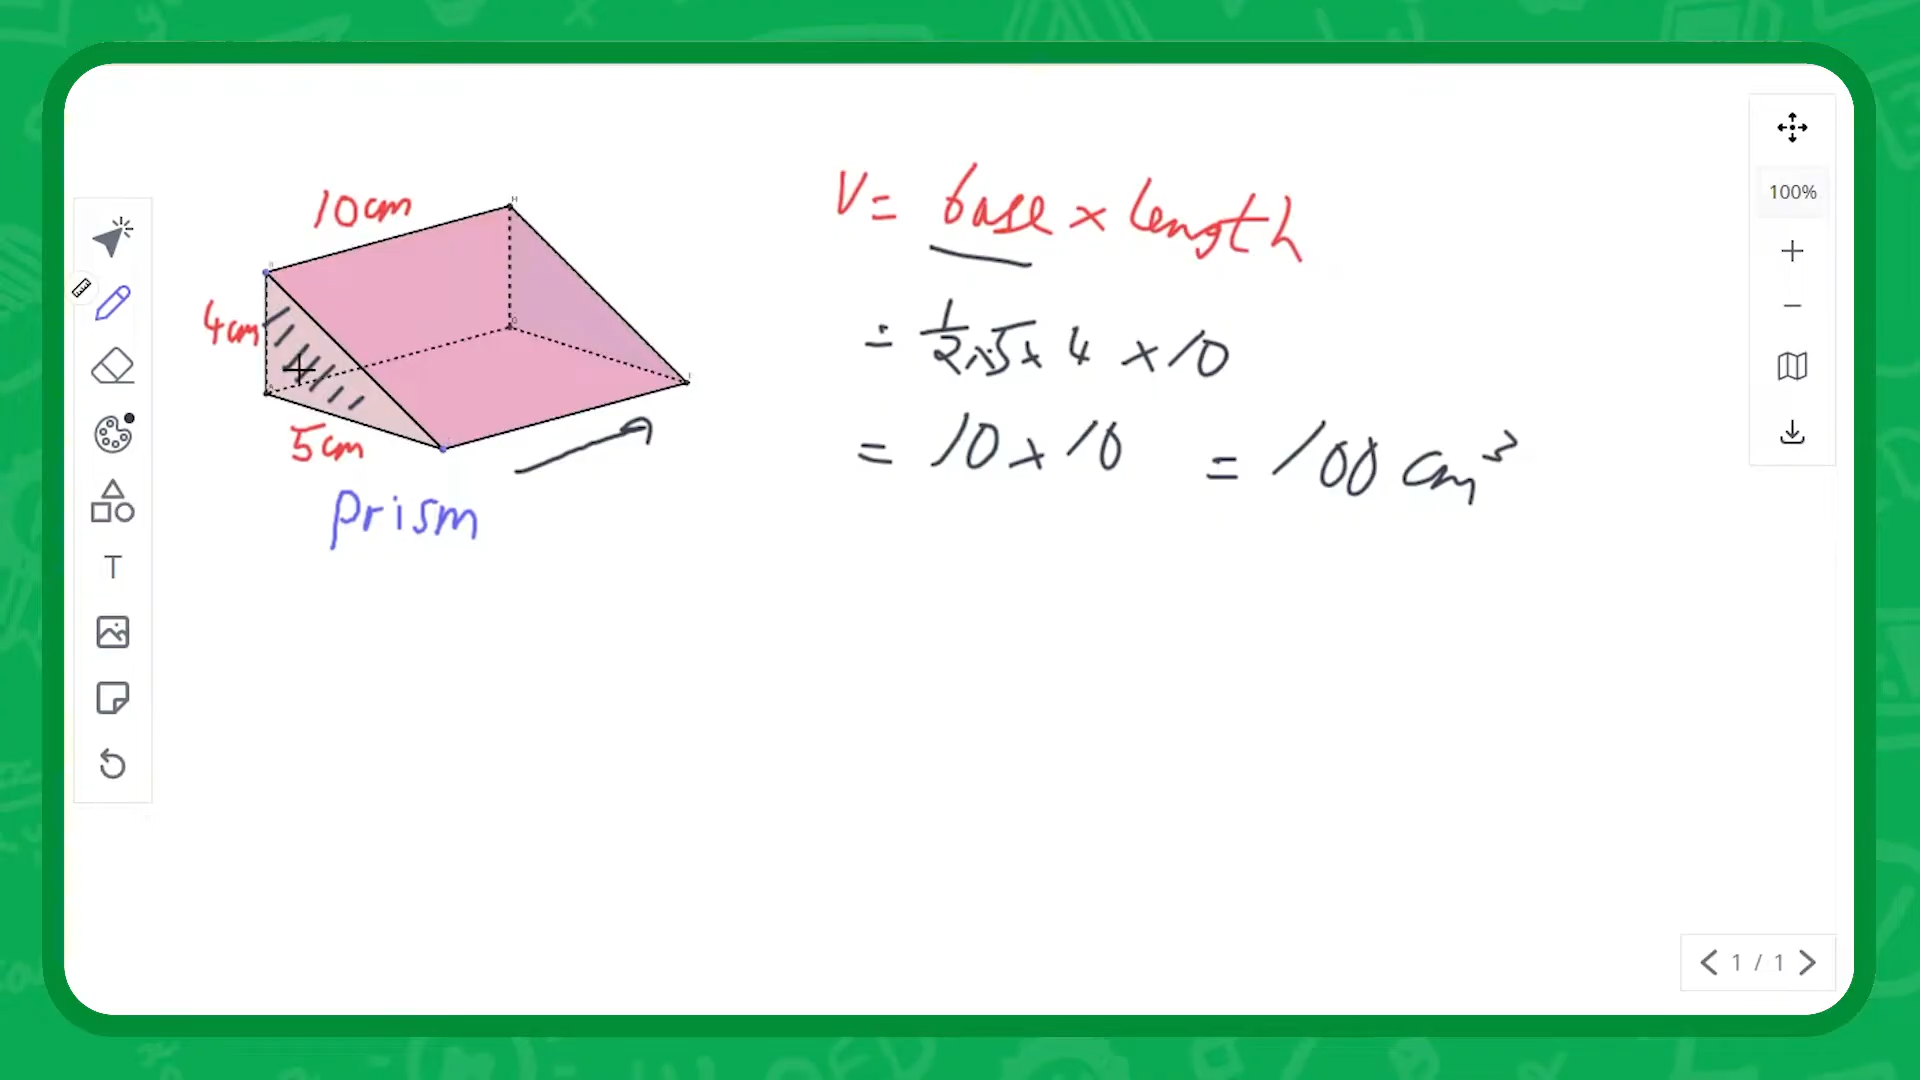 10cm
H
4cm
5cm
I
prism
V = base × length
= 1/2 × 5 × 4 × 10
= 10 × 10 = 100 cm³
100%
T
1 / 1